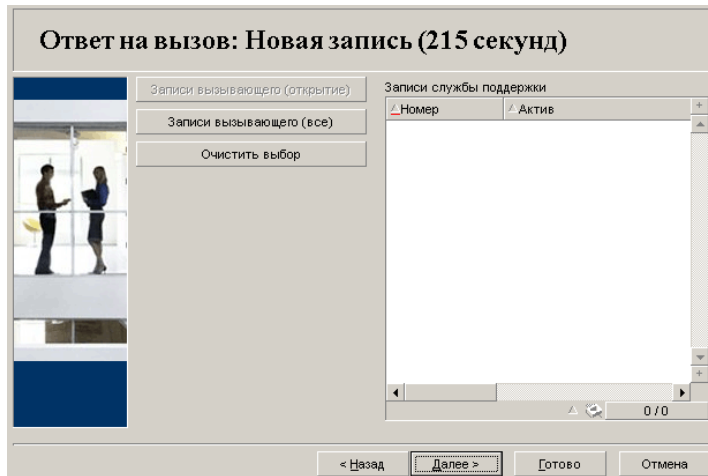 Ответ на вызов: Новая запись (215 секунд)
Записи вызывающего (открытие)
Записи вызывающего (все)
Очистить выбор
Записи службы поддержки
Номер Актив
0 / 0
< Назад Далее > Готово Отмена